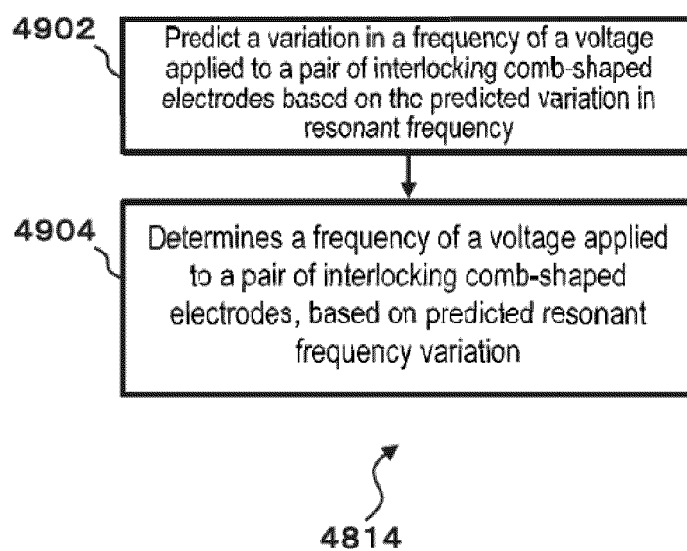 4902
Predict a variation in a frequency of a voltage
applied to a pair of interlocking comb-shaped
electrodes based on the predicted variation in
resonant frequency
4904
Determines a frequency of a voltage applied
to a pair of interlocking comb-shaped
electrodes, based on predicted resonant
frequency variation
4814